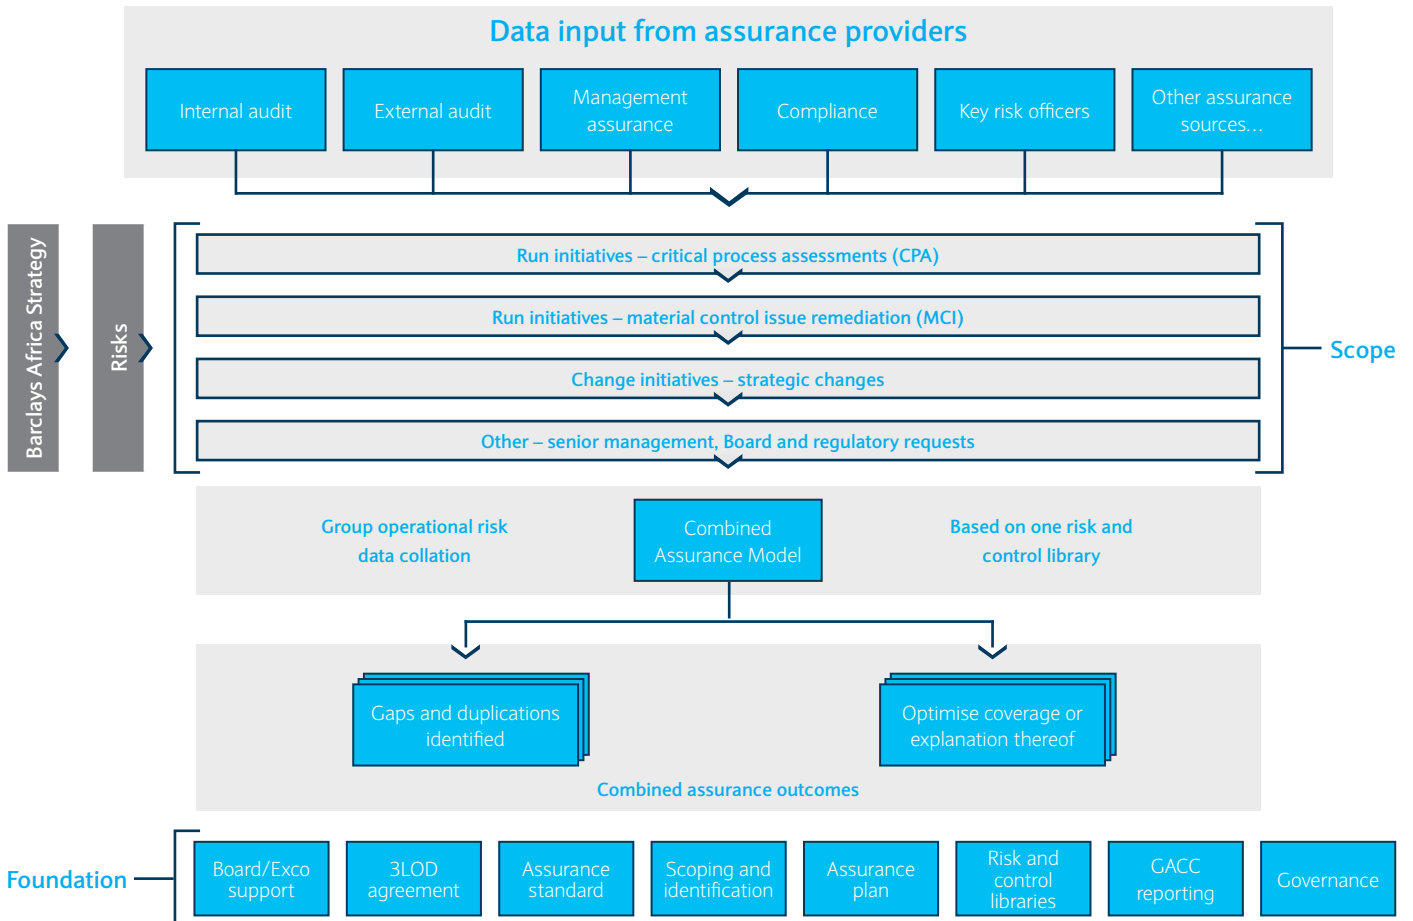 Data input from assurance providers
Internal audit
External audit
Management
assurance
Compliance
Key risk officers
Other assurance
sources...
Barclays Africa Strategy
Risks
Run initiatives – critical process assessments (CPA)
Run initiatives – material control issue remediation (MCI)
Change initiatives – strategic changes
Other – senior management, Board and regulatory requests
Scope
Group operational risk
data collation
Combined
Assurance Model
Based on one risk and
control library
Gaps and duplications
identified
Optimise coverage or
explanation thereof
Combined assurance outcomes
Foundation
Board/Exco
support
3LOD
agreement
Assurance
standard
Scoping and
identification
Assurance
plan
Risk and
control
libraries
GACC
reporting
Governance